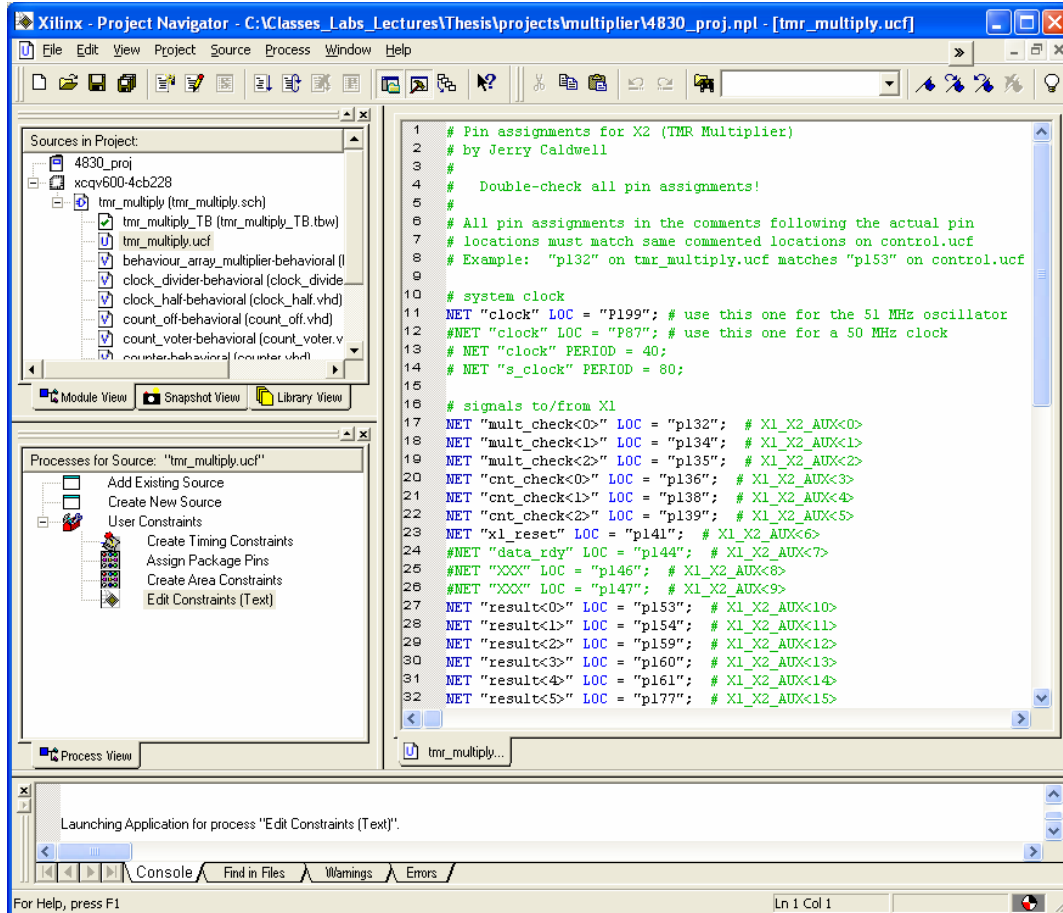 Xilinx - Project Navigator - C:\Classes_Labs_Lectures\Thesis\projects\multiplier\4830_proj.npl - [tmr_multiply.ucf]
File Edit View Project Source Process Window Help
Sources in Project:
4830_proj
xcqv600-4cb228
tmr_multiply (tmr_multiply.sch)
tmr_multiply_TB (tmr_multiply_TB.tbw)
tmr_multiply.ucf
behaviour_array_multiplier-behavioral (
clock_divider-behavioral (clock_divide
clock_half-behavioral (clock_half.vhd)
count_off-behavioral (count_off.vhd)
count_voter-behavioral (count_voter.v
counter-behavioral (counter.vhd)
Module View Snapshot View Library View
Processes for Source: "tmr_multiply.ucf"
Add Existing Source
Create New Source
User Constraints
Create Timing Constraints
Assign Package Pins
Create Area Constraints
Edit Constraints (Text)
Process View
1 # Pin assignments for X2 (TMR Multiplier)
2 # by Jerry Caldwell
3 #
4 #   Double-check all pin assignments!
5 #
6 # All pin assignments in the comments following the actual pin
7 # locations must match same commented locations on control.ucf
8 # Example:  "p132" on tmr_multiply.ucf matches "p153" on control.ucf
9
10 # system clock
11 NET "clock" LOC = "P199"; # use this one for the 51 MHz oscillator
12 #NET "clock" LOC = "P87"; # use this one for a 50 MHz clock
13 # NET "clock" PERIOD = 40;
14 # NET "s_clock" PERIOD = 80;
15
16 # signals to/from X1
17 NET "mult_check<0>" LOC = "p132";  # X1_X2_AUX<0>
18 NET "mult_check<1>" LOC = "p134";  # X1_X2_AUX<1>
19 NET "mult_check<2>" LOC = "p135";  # X1_X2_AUX<2>
20 NET "cnt_check<0>" LOC = "p136";  # X1_X2_AUX<3>
21 NET "cnt_check<1>" LOC = "p138";  # X1_X2_AUX<4>
22 NET "cnt_check<2>" LOC = "p139";  # X1_X2_AUX<5>
23 NET "x1_reset" LOC = "p141";  # X1_X2_AUX<6>
24 #NET "data_rdy" LOC = "p144";  # X1_X2_AUX<7>
25 #NET "XXX" LOC = "p146";  # X1_X2_AUX<8>
26 #NET "XXX" LOC = "p147";  # X1_X2_AUX<9>
27 NET "result<0>" LOC = "p153";  # X1_X2_AUX<10>
28 NET "result<1>" LOC = "p154";  # X1_X2_AUX<11>
29 NET "result<2>" LOC = "p159";  # X1_X2_AUX<12>
30 NET "result<3>" LOC = "p160";  # X1_X2_AUX<13>
31 NET "result<4>" LOC = "p161";  # X1_X2_AUX<14>
32 NET "result<5>" LOC = "p177";  # X1_X2_AUX<15>
tmr_multiply...
Launching Application for process "Edit Constraints (Text)".
Console Find in Files Warnings Errors
For Help, press F1
Ln 1 Col 1